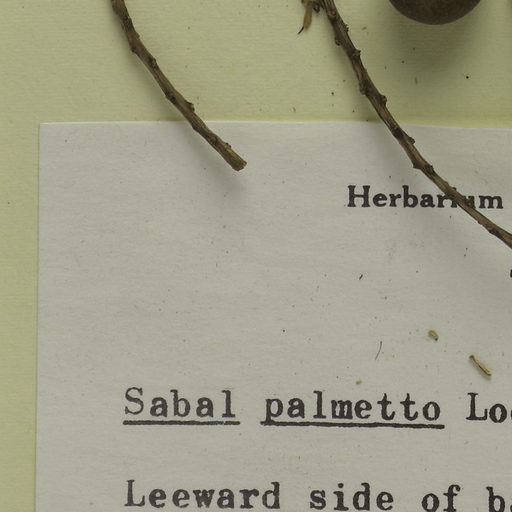 Herbarium
Sabal palmetto
Leeward side of